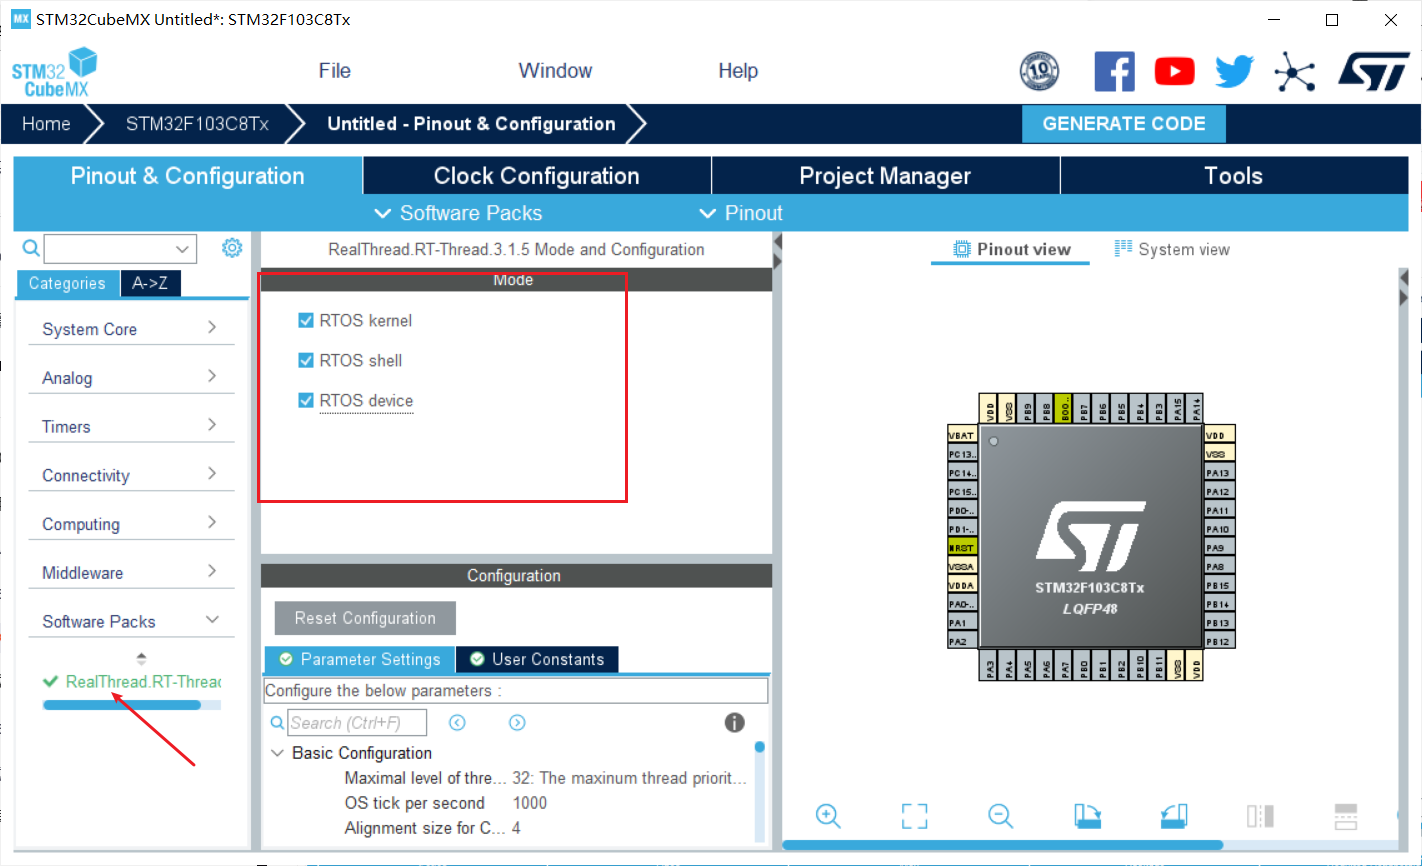 MX STM32CubeMX Untitled*: STM32F103C8Tx
STM32
CubeMX
File
Window
Help
10
ST
Home
STM32F103C8Tx
Untitled - Pinout & Configuration
GENERATE CODE
Pinout & Configuration
Clock Configuration
Project Manager
Tools
Software Packs
Pinout
Categories
A->Z
System Core
Analog
Timers
Connectivity
Computing
Middleware
Software Packs
RealThread.RT-Thread
RealThread.RT-Thread.3.1.5 Mode and Configuration
Mode
RTOS kernel
RTOS shell
RTOS device
Configuration
Reset Configuration
Parameter Settings
User Constants
Configure the below parameters :
Search (Ctrl+F)
Basic Configuration
Maximal level of thre... 32: The maxinum thread priorit...
OS tick per second 1000
Alignment size for C... 4
Pinout view
System view
VDD
VSS
PB9
PB8
BOO..
PB7
PB6
PB5
PB4
PB3
PA15
PA14
VBAT
PC13..
PC14..
PC15..
PD0-..
PD1-..
NRST
VSSA
VDDA
PA0-..
PA1
PA2
VDD
VSS
PA13
PA12
PA11
PA10
PA9
PA8
PB15
PB14
PB13
PB12
ST
STM32F103C8Tx
LQFP48
PA3
PA4
PA5
PA6
PA7
PB0
PB1
PB2
PB10
PB11
VSS
VDD